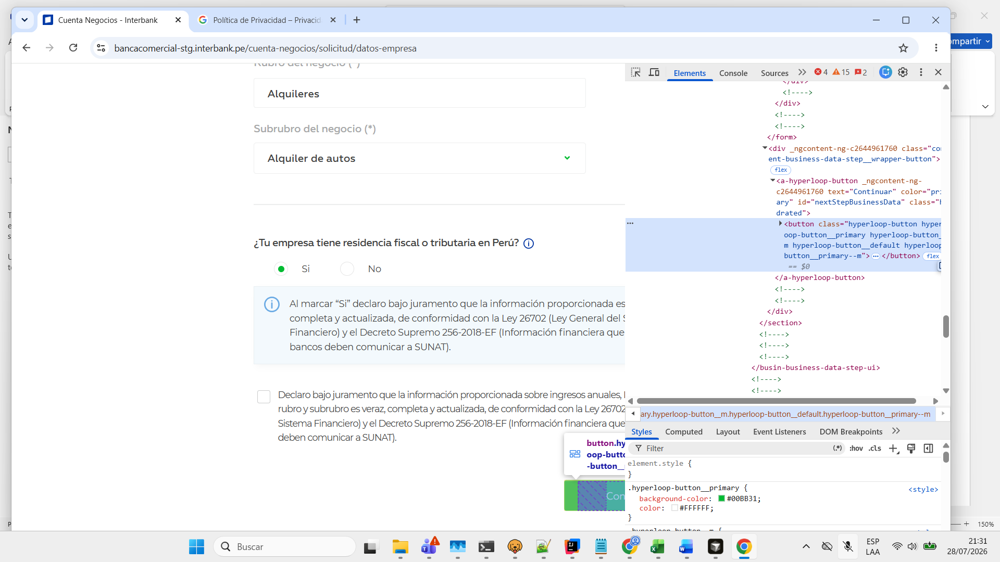 Cuenta Negocios - Interbank
Política de Privacidad – Privacid
bancacomercial-stg.interbank.pe/cuenta-negocios/solicitud/datos-empresa
ompartir
Rubro del negocio (*)
Alquileres
Subrubro del negocio (*)
Alquiler de autos
¿Tu empresa tiene residencia fiscal o tributaria en Perú?
Si
No
Al marcar “Si” declaro bajo juramento que la información proporcionada es
completa y actualizada, de conformidad con la Ley 26702 (Ley General del S
Financiero) y el Decreto Supremo 256-2018-EF (Información financiera que
bancos deben comunicar a SUNAT).
Declaro bajo juramento que la información proporcionada sobre ingresos anuales,
rubro y subrubro es veraz, completa y actualizada, de conformidad con la Ley 26702
Sistema Financiero) y el Decreto Supremo 256-2018-EF (Información financiera que
deben comunicar a SUNAT).
button.hy
oop-butto
-button__
Con
Elements
Console
Sources
4
15
2
</div>
<!---->
</div>
<!---->
<!---->
</form>
<div _ngcontent-ng-c2644961760 class="con
ent-business-data-step__wrapper-button">
flex
<a-hyperloop-button _ngcontent-ng-
c2644961760 text="Continuar" color="pri
ary" id="nextStepBusinessData" class="h
drated">
<button class="hyperloop-button hyper
oop-button__primary hyperloop-button_
m hyperloop-button__default hyperloop
button__primary--m"> … </button> flex
== $0
</a-hyperloop-button>
<!---->
<!---->
</div>
</section>
<!---->
<!---->
<!---->
</busin-business-data-step-ui>
<!---->
<!---->
ary.hyperloop-button__m.hyperloop-button__default.hyperloop-button__primary--m
Styles
Computed
Layout
Event Listeners
DOM Breakpoints
Filter
(.*)
:hov
.cls
element.style {
}
.hyperloop-button__primary {
<style>
background-color: #00BB31;
color: #FFFFFF;
}
150%
Buscar
ESP
LAA
21:31
28/07/2026